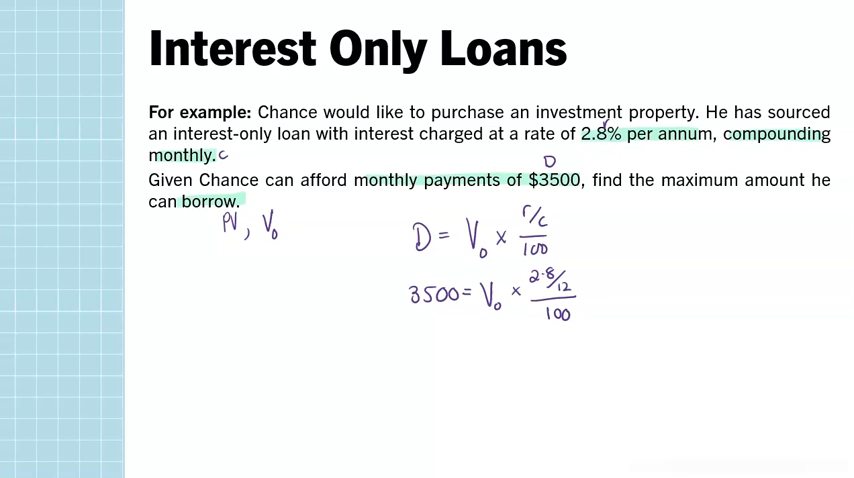 Interest Only Loans
For example: Chance would like to purchase an investment property. He has sourced
an interest-only loan with interest charged at a rate of 2.8% per annum, compounding
r
monthly. c
D
Given Chance can afford monthly payments of $3500, find the maximum amount he
can borrow.
PV, V₀
D = V₀ × (r/c)/100
3500 = V₀ × (2.8/12)/100